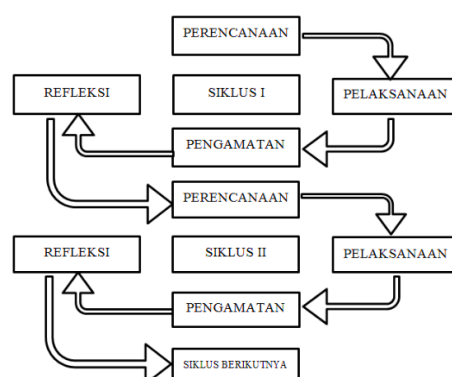 PERENCANAAN
REFLEKSI
SIKLUS I
PELAKSANAAN
PENGAMATAN
PERENCANAAN
REFLEKSI
SIKLUS II
PELAKSANAAN
PENGAMATAN
SIKLUS BERIKUTNYA